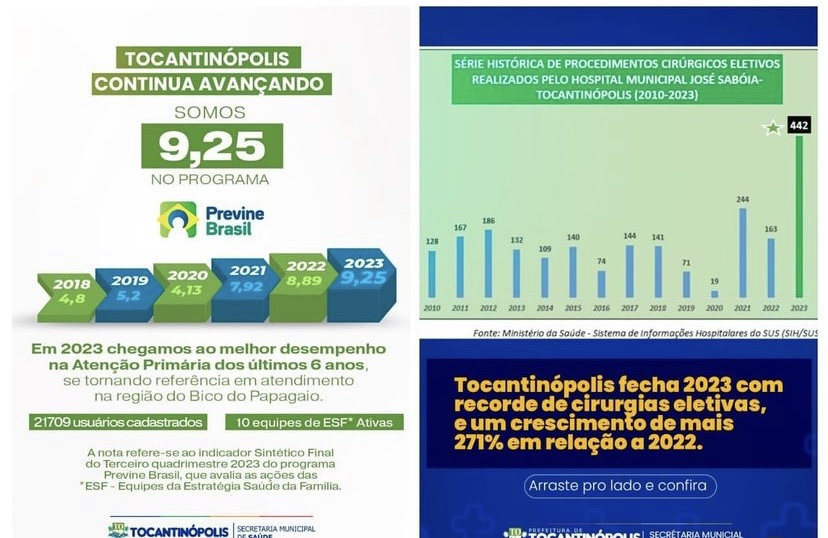 TOCANTINÓPOLIS
CONTINUA AVANÇANDO
SOMOS
9,25
NO PROGRAMA
Previne
Brasil
2018
4,8
2019
5,2
2020
4,13
2021
7,92
2022
8,89
2023
9,25
Em 2023 chegamos ao melhor desempenho
na Atenção Primária dos últimos 6 anos,
se tornando referência em atendimento
na região do Bico do Papagaio.
21709 usuários cadastrados
10 equipes de ESF* Ativas
A nota refere-se ao indicador Sintético Final
do Terceiro quadrimestre 2023 do programa
Previne Brasil, que avalia as ações das
*ESF - Equipes da Estratégia Saúde da Família.
TOCANTINÓPOLIS
SECRETARIA MUNICIPAL
DE SAÚDE
SÉRIE HISTÓRICA DE PROCEDIMENTOS CIRÚRGICOS ELETIVOS
REALIZADOS PELO HOSPITAL MUNICIPAL JOSÉ SABÓIA-
TOCANTINÓPOLIS (2010-2023)
128 167 186 132 109 140 74 144 141 71 19 244 163 442
2010 2011 2012 2013 2014 2015 2016 2017 2018 2019 2020 2021 2022 2023
Fonte: Ministério da Saúde - Sistema de Informações Hospitalares do SUS (SIH/SUS
Tocantinópolis fecha 2023 com
recorde de cirurgias eletivas,
e um crescimento de mais
271% em relação a 2022.
Arraste pro lado e confira
PREFEITURA DE
TOCANTINÓPOLIS
SECRETARIA MUNICIAL